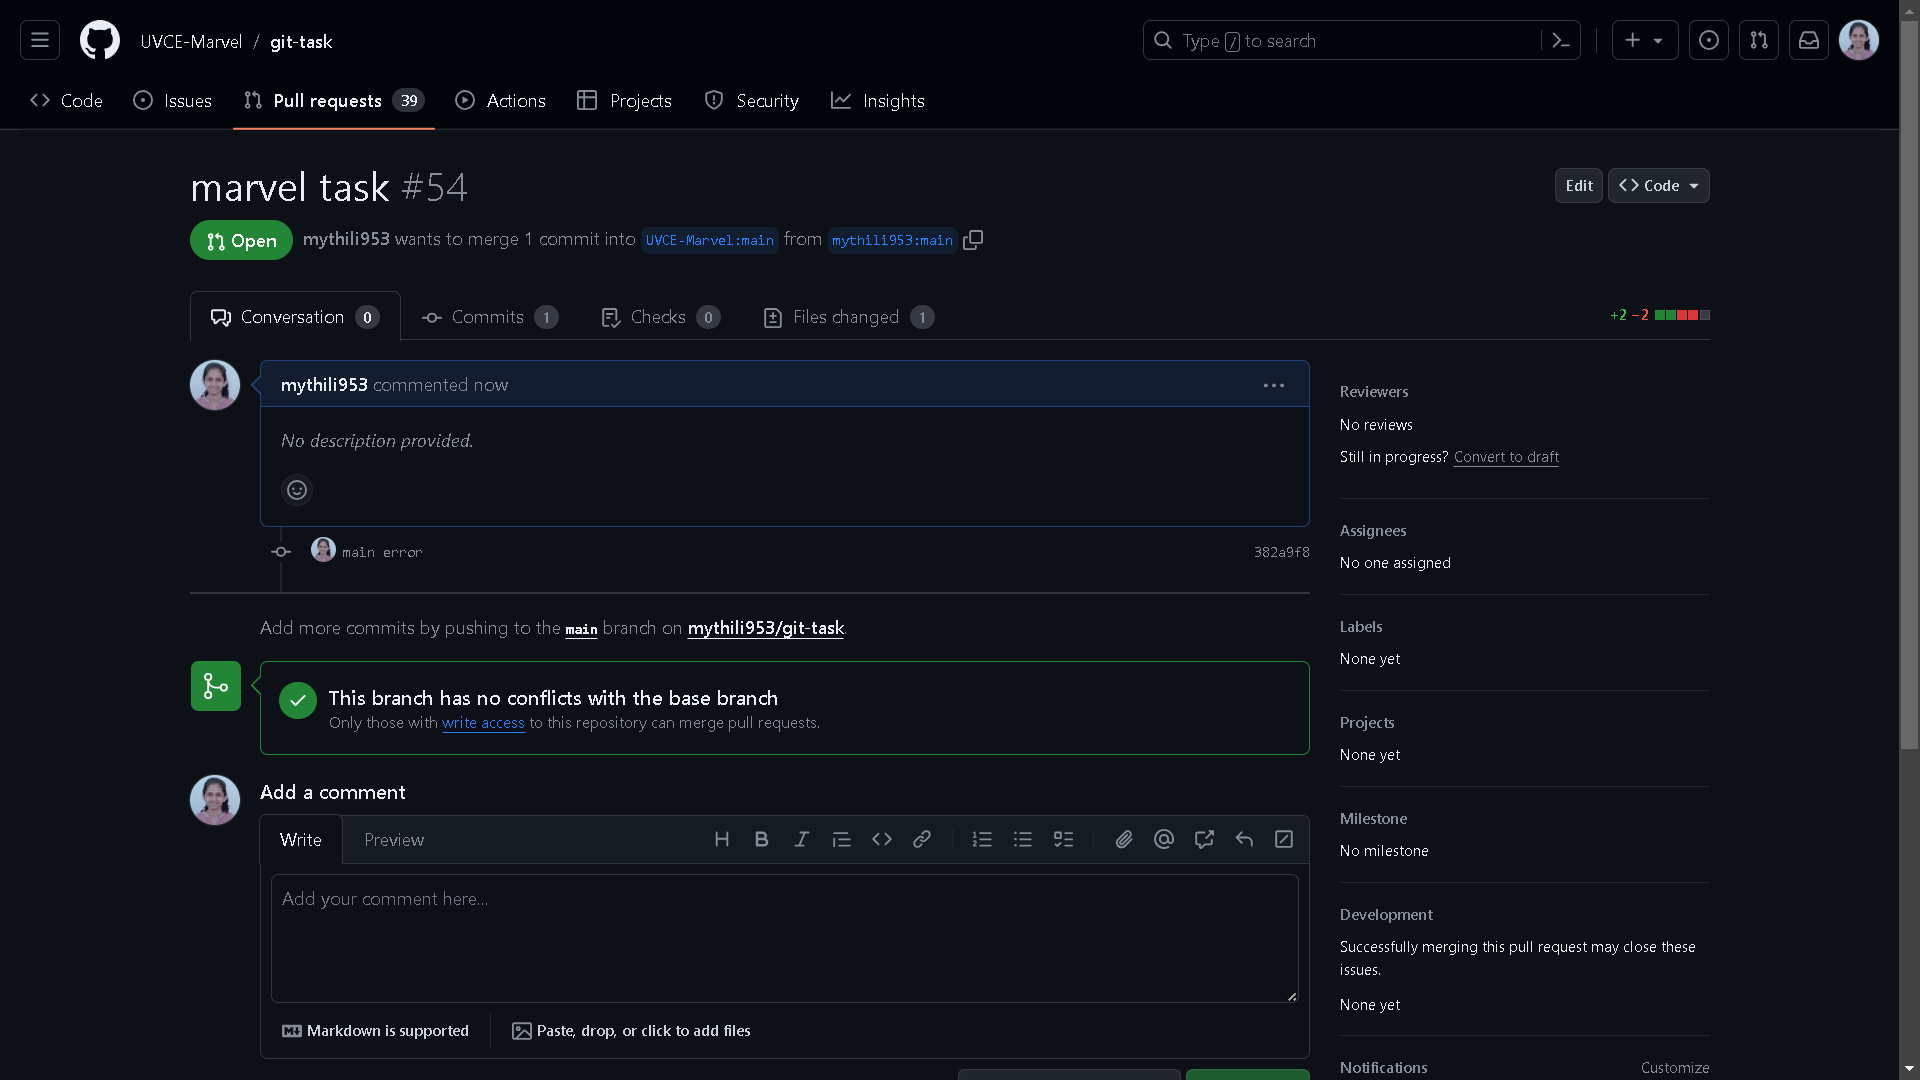 UVCE-Marvel / git-task
Type / to search
Code
Issues
Pull requests 39
Actions
Projects
Security
Insights
marvel task #54
Edit
<> Code
Open
mythili953 wants to merge 1 commit into UVCE-Marvel:main from mythili953:main
Conversation 0
Commits 1
Checks 0
Files changed 1
+2 −2
mythili953 commented now
No description provided.
main error
382a9f8
Add more commits by pushing to the main branch on mythili953/git-task.
This branch has no conflicts with the base branch
Only those with write access to this repository can merge pull requests.
Add a comment
Write
Preview
Add your comment here...
Markdown is supported
Paste, drop, or click to add files
Reviewers
No reviews
Still in progress? Convert to draft
Assignees
No one assigned
Labels
None yet
Projects
None yet
Milestone
No milestone
Development
Successfully merging this pull request may close these
issues.
None yet
Notifications
Customize